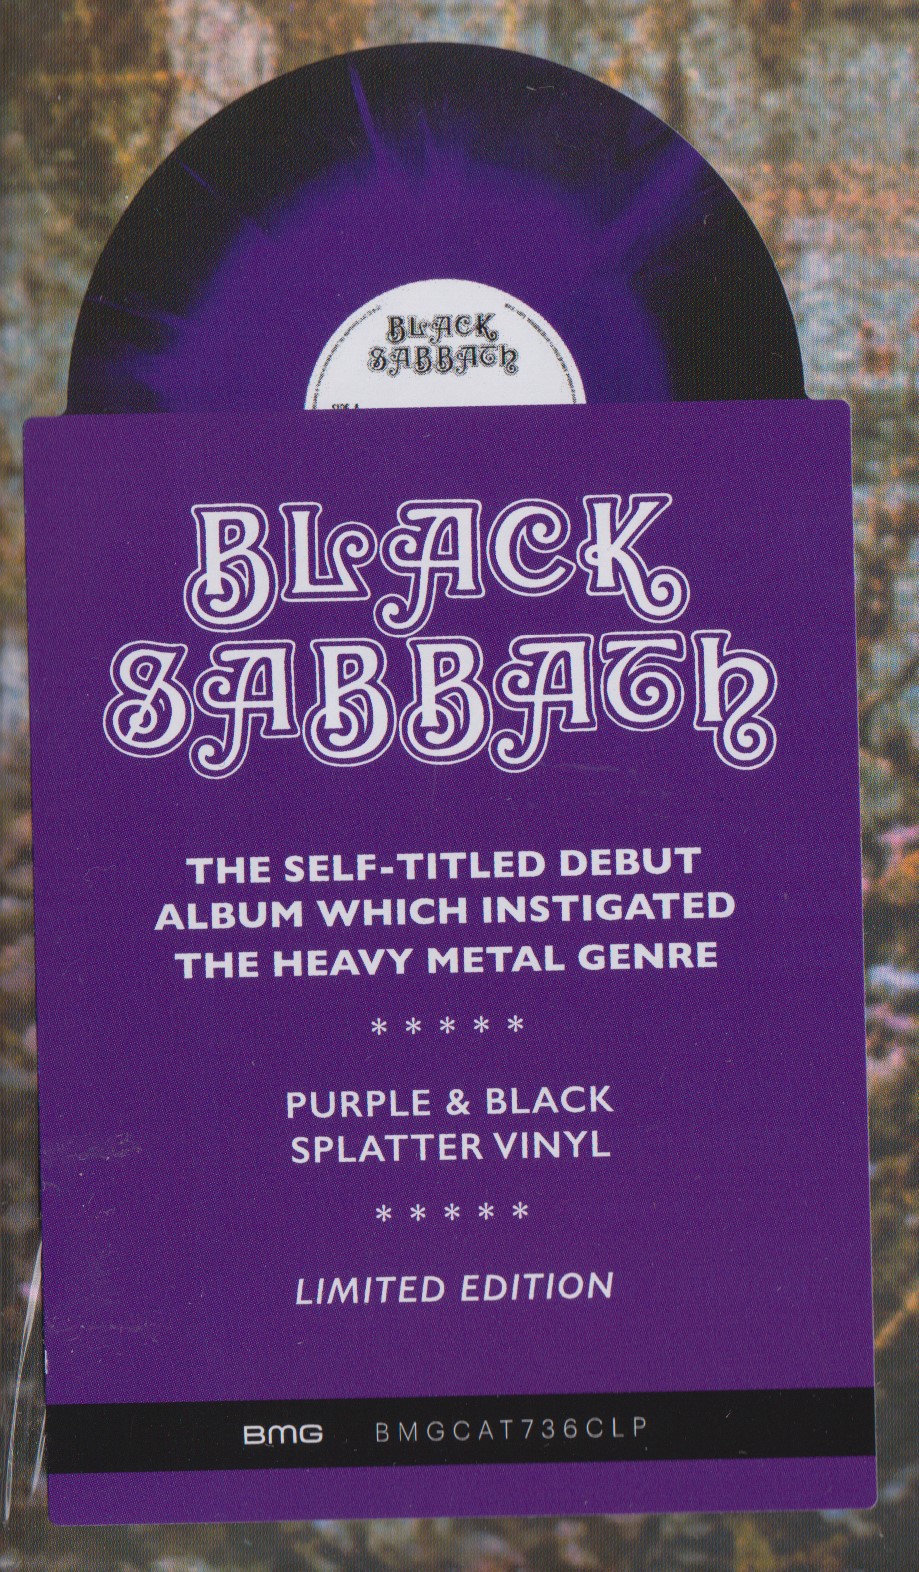 BLACK
SABBATH
SIDE A
BLACK
SABBATH
THE SELF-TITLED DEBUT
ALBUM WHICH INSTIGATED
THE HEAVY METAL GENRE
* * * * *
PURPLE & BLACK
SPLATTER VINYL
* * * * *
LIMITED EDITION
BMG BMGCAT736CLP